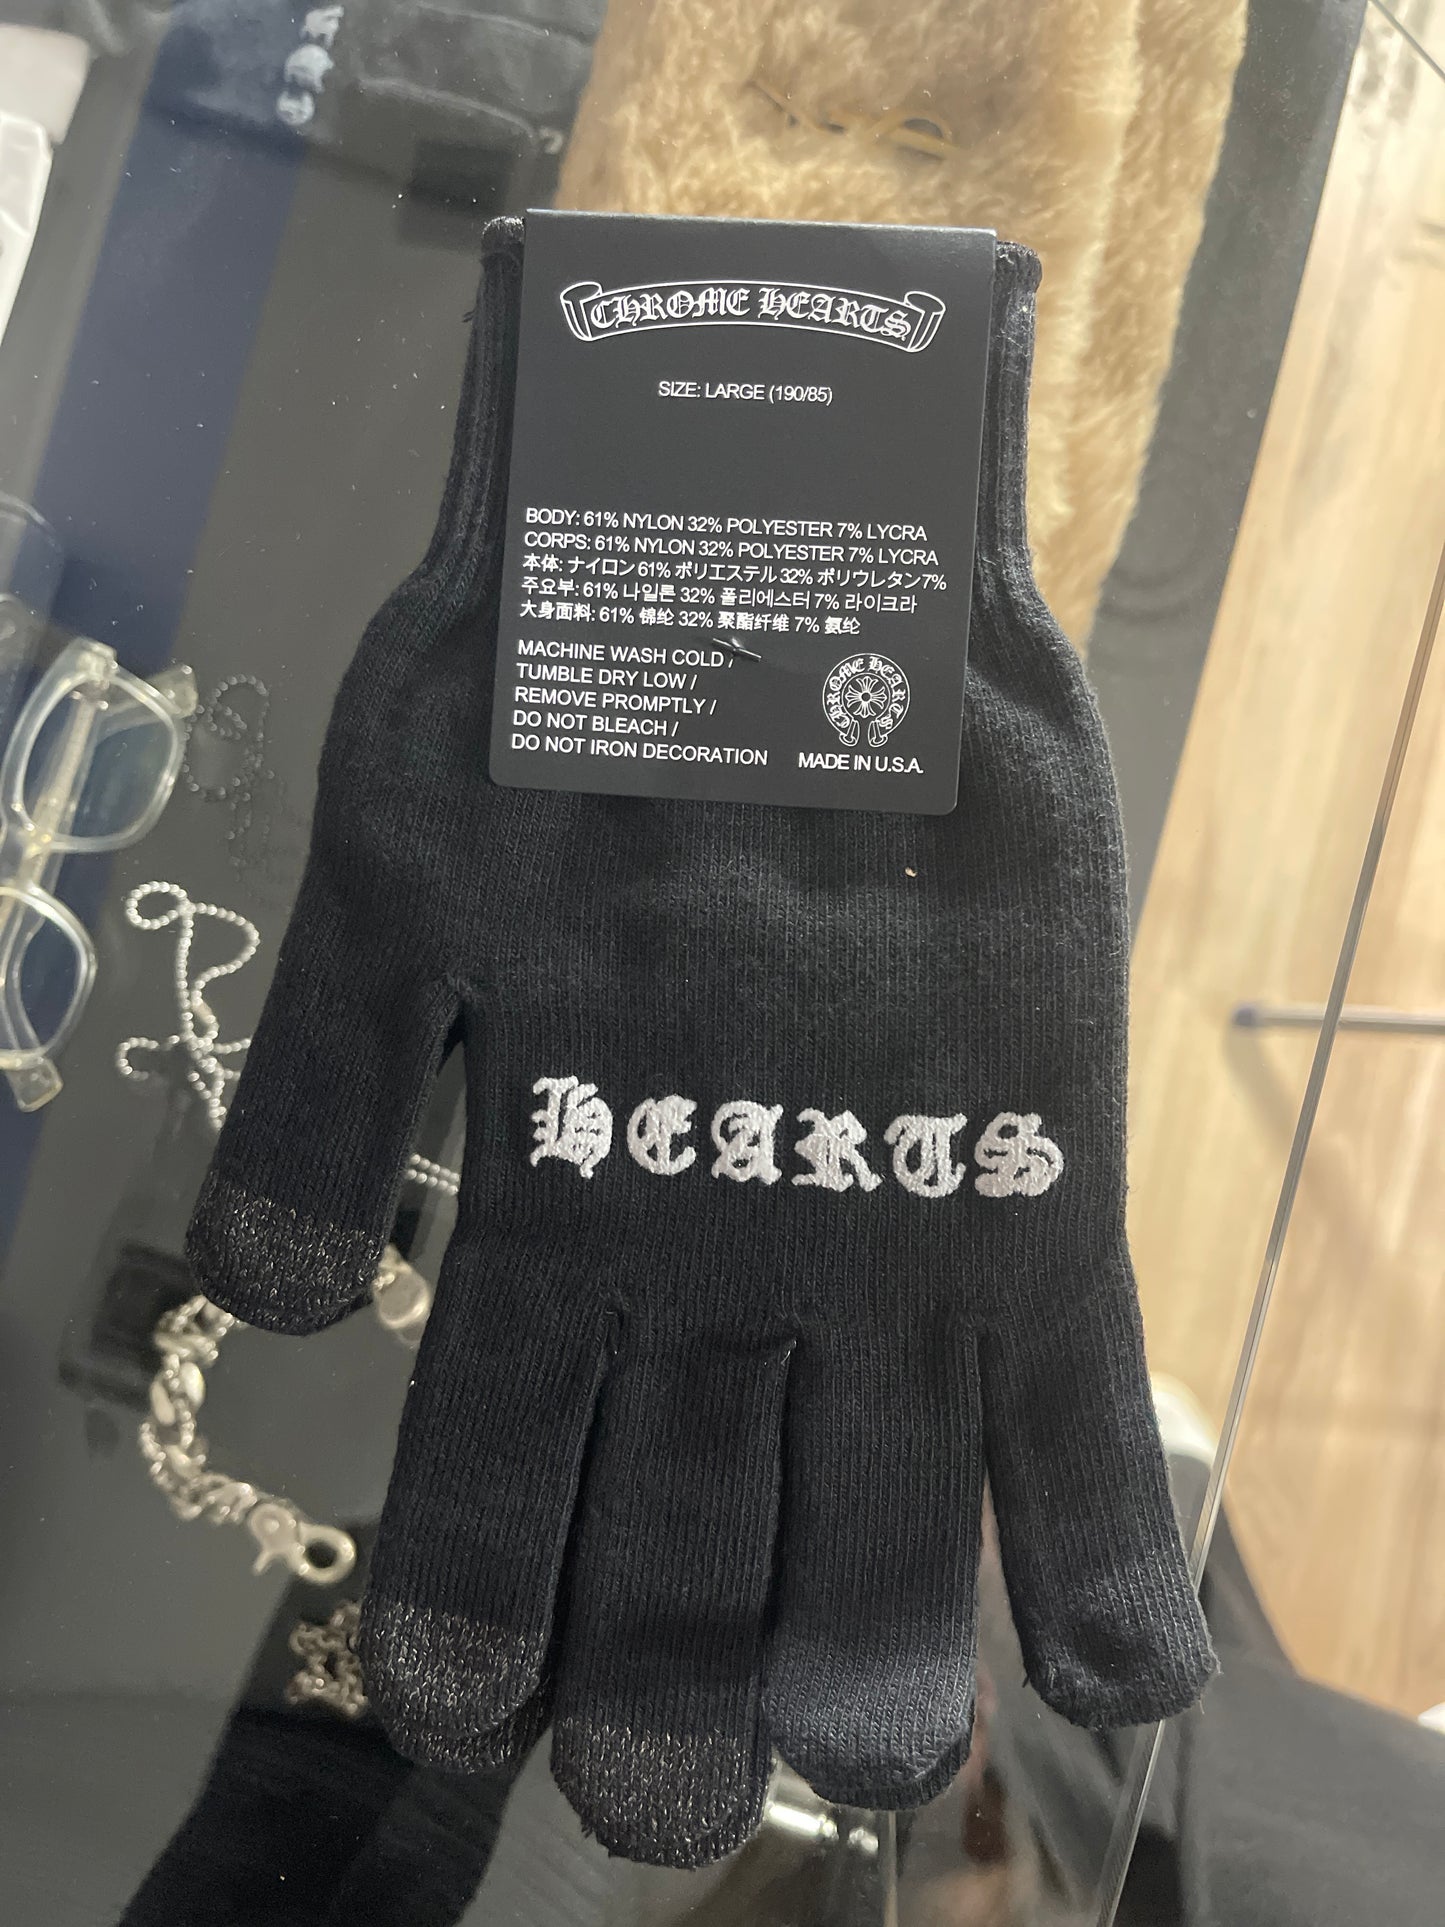 CHROME HEARTS
SIZE: LARGE (190/85)
BODY: 61% NYLON 32% POLYESTER 7% LYCRA
CORPS: 61% NYLON 32% POLYESTER 7% LYCRA
本体: ナイロン 61% ポリエステル 32% ポリウレタン 7%
주요부: 61% 나일론 32% 폴리에스터 7% 라이크라
大身面料: 61% 锦纶 32% 聚酯纤维 7% 氨纶
MACHINE WASH COLD /
TUMBLE DRY LOW /
REMOVE PROMPTLY /
DO NOT BLEACH /
DO NOT IRON DECORATION
CHROME HEARTS
MADE IN U.S.A.
HEARTS